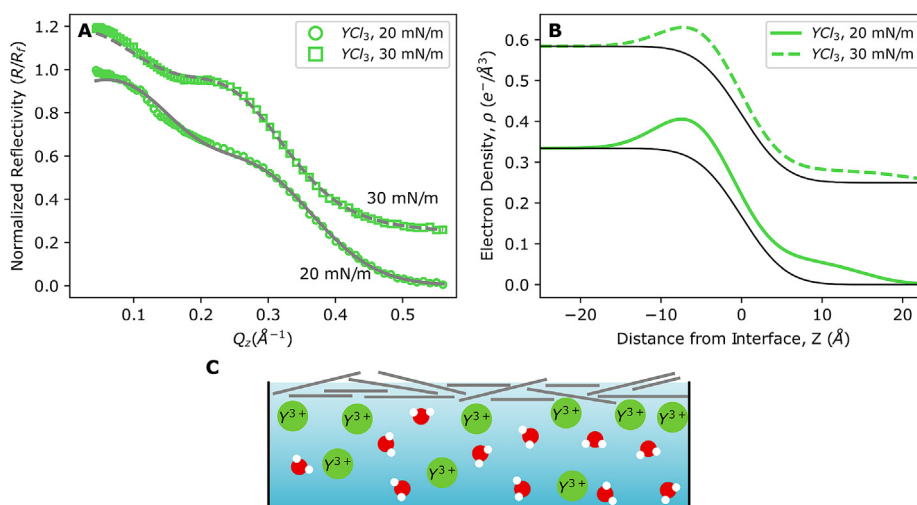 A
YCl₃, 20 mN/m
YCl₃, 30 mN/m
1.2
1.0
0.8
0.6
0.4
0.2
0.0
Normalized Reflectivity (R/R_f)
30 mN/m
20 mN/m
0.1 0.2 0.3 0.4 0.5
Q_z(Å⁻¹)
B
YCl₃, 20 mN/m
YCl₃, 30 mN/m
0.6
0.5
0.4
0.3
0.2
0.1
0.0
Electron Density, ρ (e⁻/Å³)
−20 −10 0 10 20
Distance from Interface, Z (Å)
C
Y³⁺ Y³⁺ Y³⁺ Y³⁺ Y³⁺ Y³⁺
Y³⁺ Y³⁺ Y³⁺